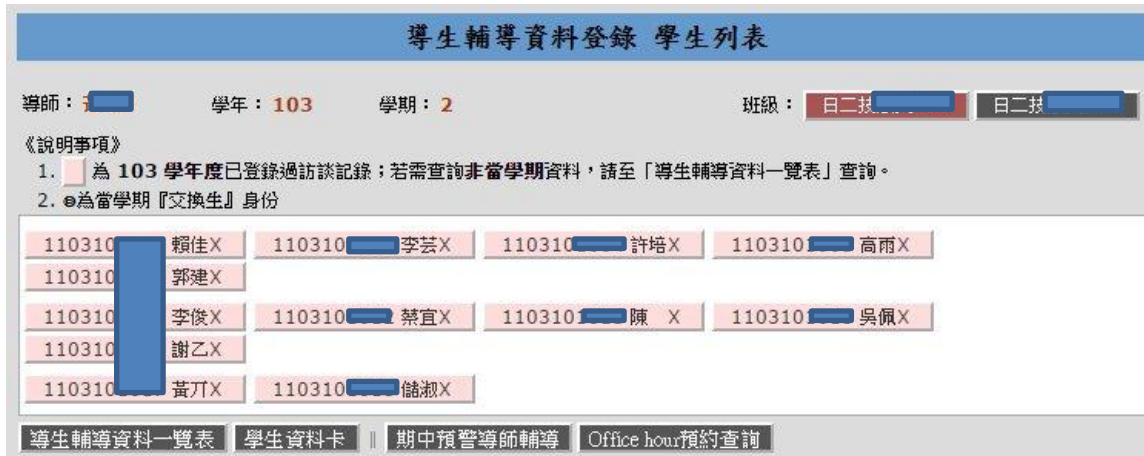 導生輔導資料登錄 學生列表
導師： 學年：103 學期：2 班級： 日二技 日二技
《說明事項》
1. 為 103 學年度已登錄過訪談記錄；若需查詢非當學期資料，請至「導生輔導資料一覽表」查詢。
2. ⊜為當學期『交換生』身份
110310 賴佳X 110310 李芸X 110310 許培X 1103101 高雨X
110310 郭建X
110310 李俊X 110310 蔡宜X 1103101 陳 X 1103101 吳佩X
110310 謝乙X
110310 黃丌X 110310 儲淑X
導生輔導資料一覽表 學生資料卡 || 期中預警導師輔導 Office hour預約查詢